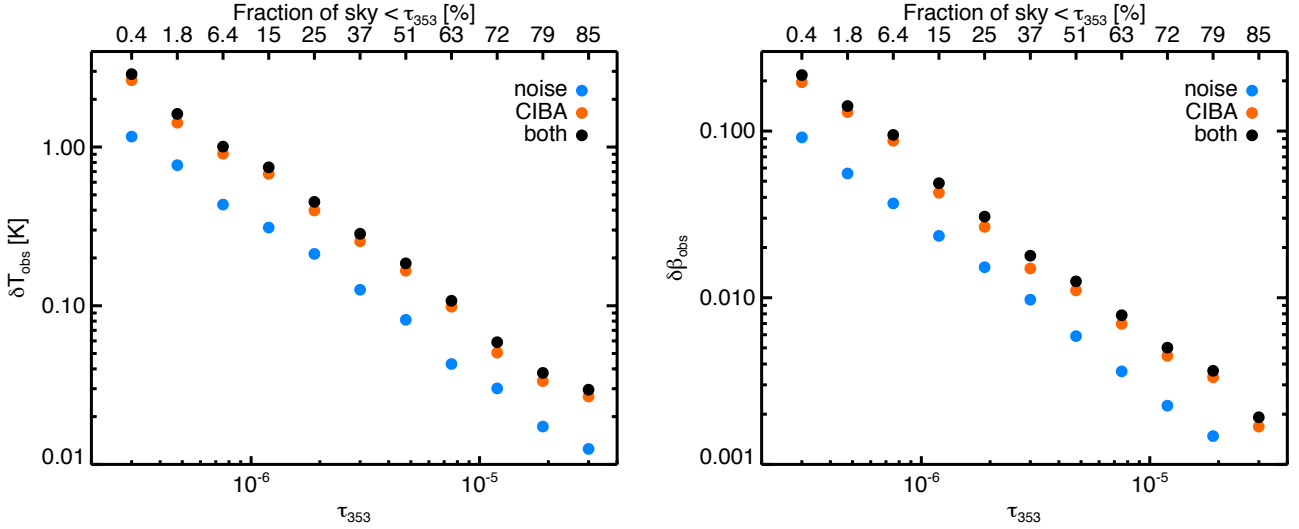 Fraction of sky < τ353 [%]
0.4 1.8 6.4 15 25 37 51 63 72 79 85
noise
CIBA
both
1.00
0.10
0.01
δTobs [K]
10-6 10-5
τ353
Fraction of sky < τ353 [%]
0.4 1.8 6.4 15 25 37 51 63 72 79 85
noise
CIBA
both
0.100
0.010
0.001
δβobs
10-6 10-5
τ353